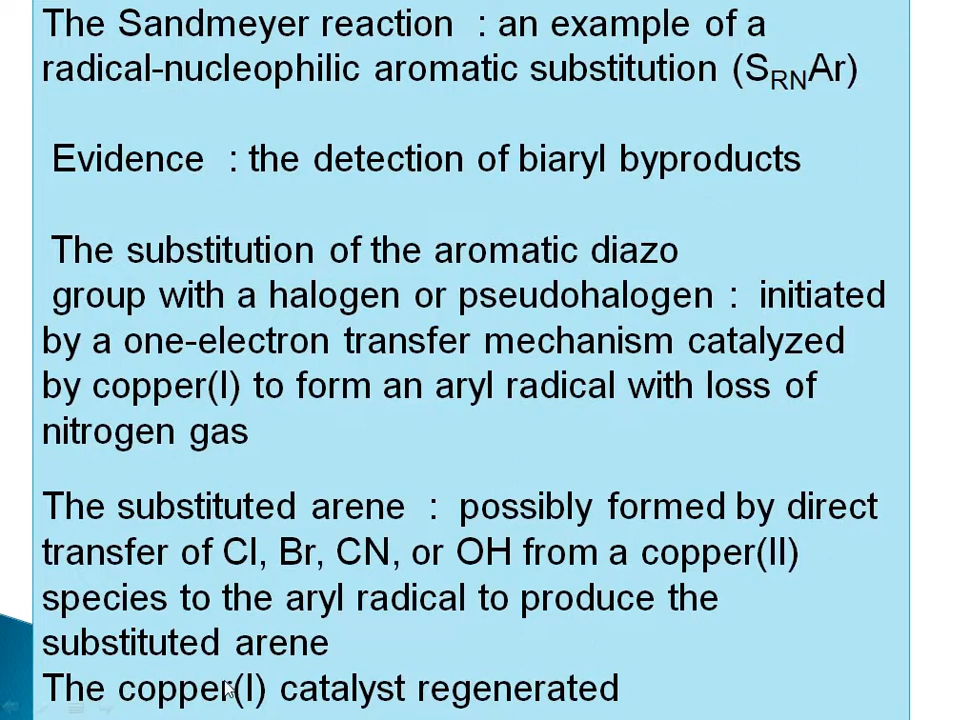 The Sandmeyer reaction : an example of a
radical-nucleophilic aromatic substitution (SRNAr)
Evidence : the detection of biaryl byproducts
The substitution of the aromatic diazo
group with a halogen or pseudohalogen : initiated
by a one-electron transfer mechanism catalyzed
by copper(I) to form an aryl radical with loss of
nitrogen gas
The substituted arene : possibly formed by direct
transfer of Cl, Br, CN, or OH from a copper(II)
species to the aryl radical to produce the
substituted arene
The copper(I) catalyst regenerated